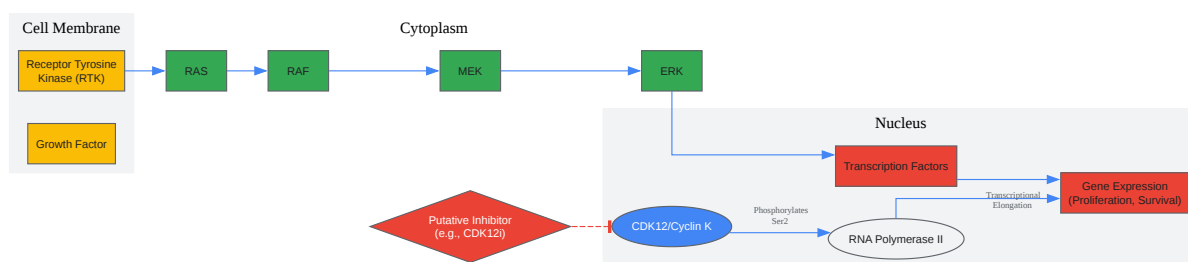 Cell Membrane
Cytoplasm
Receptor Tyrosine
Kinase (RTK)
RAS
RAF
MEK
ERK
Growth Factor
Nucleus
Transcription Factors
Gene Expression
(Proliferation, Survival)
Transcriptional
Elongation
Putative Inhibitor
(e.g., CDK12i)
CDK12/Cyclin K
Phosphorylates
Ser2
RNA Polymerase II